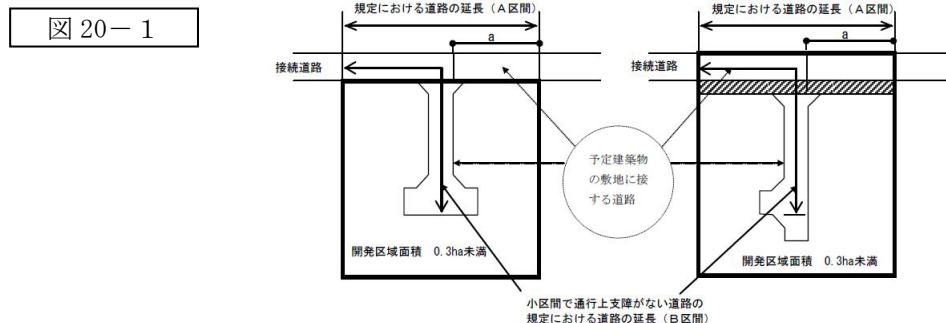 図20－1
規定における道路の延長（A区間）
a
接続道路
開発区域面積　0.3ha未満
予定建築物
の敷地に接
する道路
規定における道路の延長（A区間）
a
接続道路
開発区域面積　0.3ha未満
小区間で通行上支障がない道路の
規定における道路の延長（B区間）